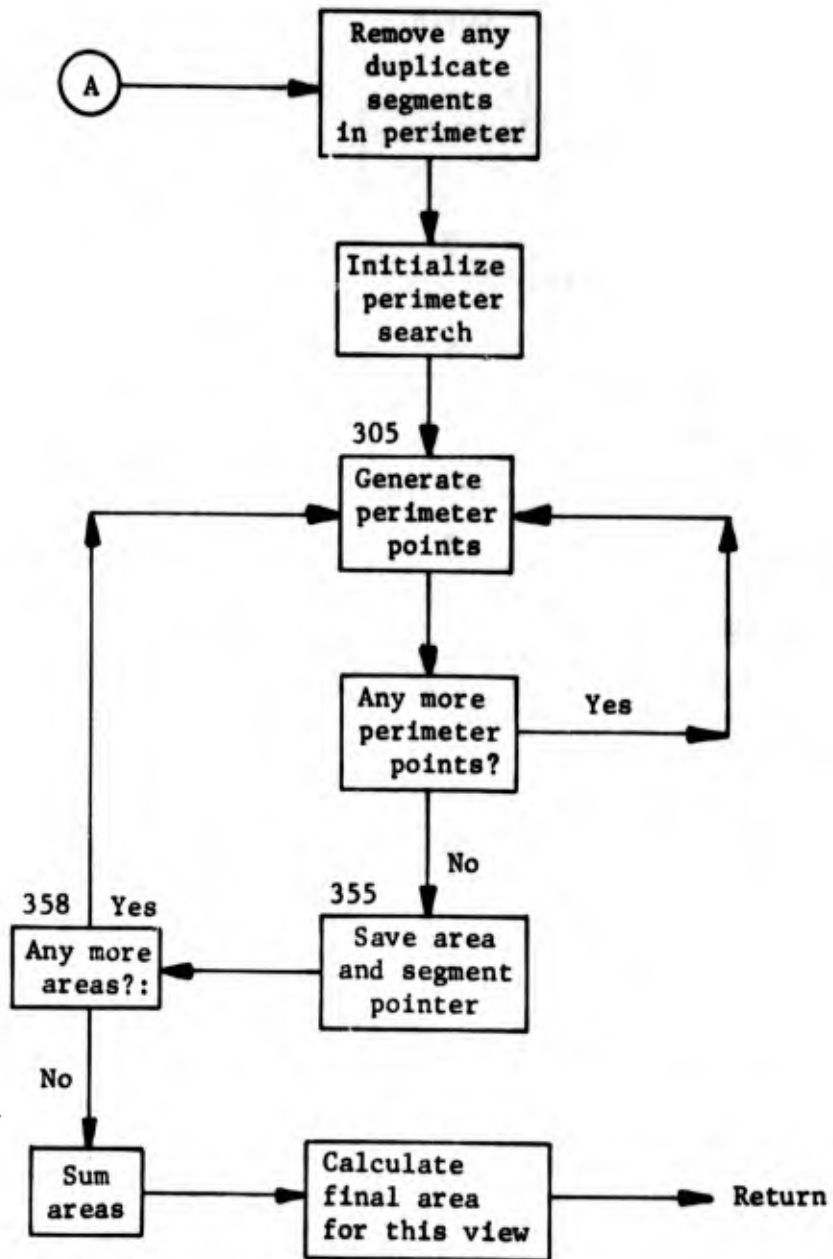 A
Remove any
duplicate
segments
in perimeter
Initialize
perimeter
search
305
Generate
perimeter
points
Any more
perimeter
points?
Yes
No
358 Yes
355
Any more
areas?:
Save area
and segment
pointer
No
Sum
areas
Calculate
final area
for this view
Return